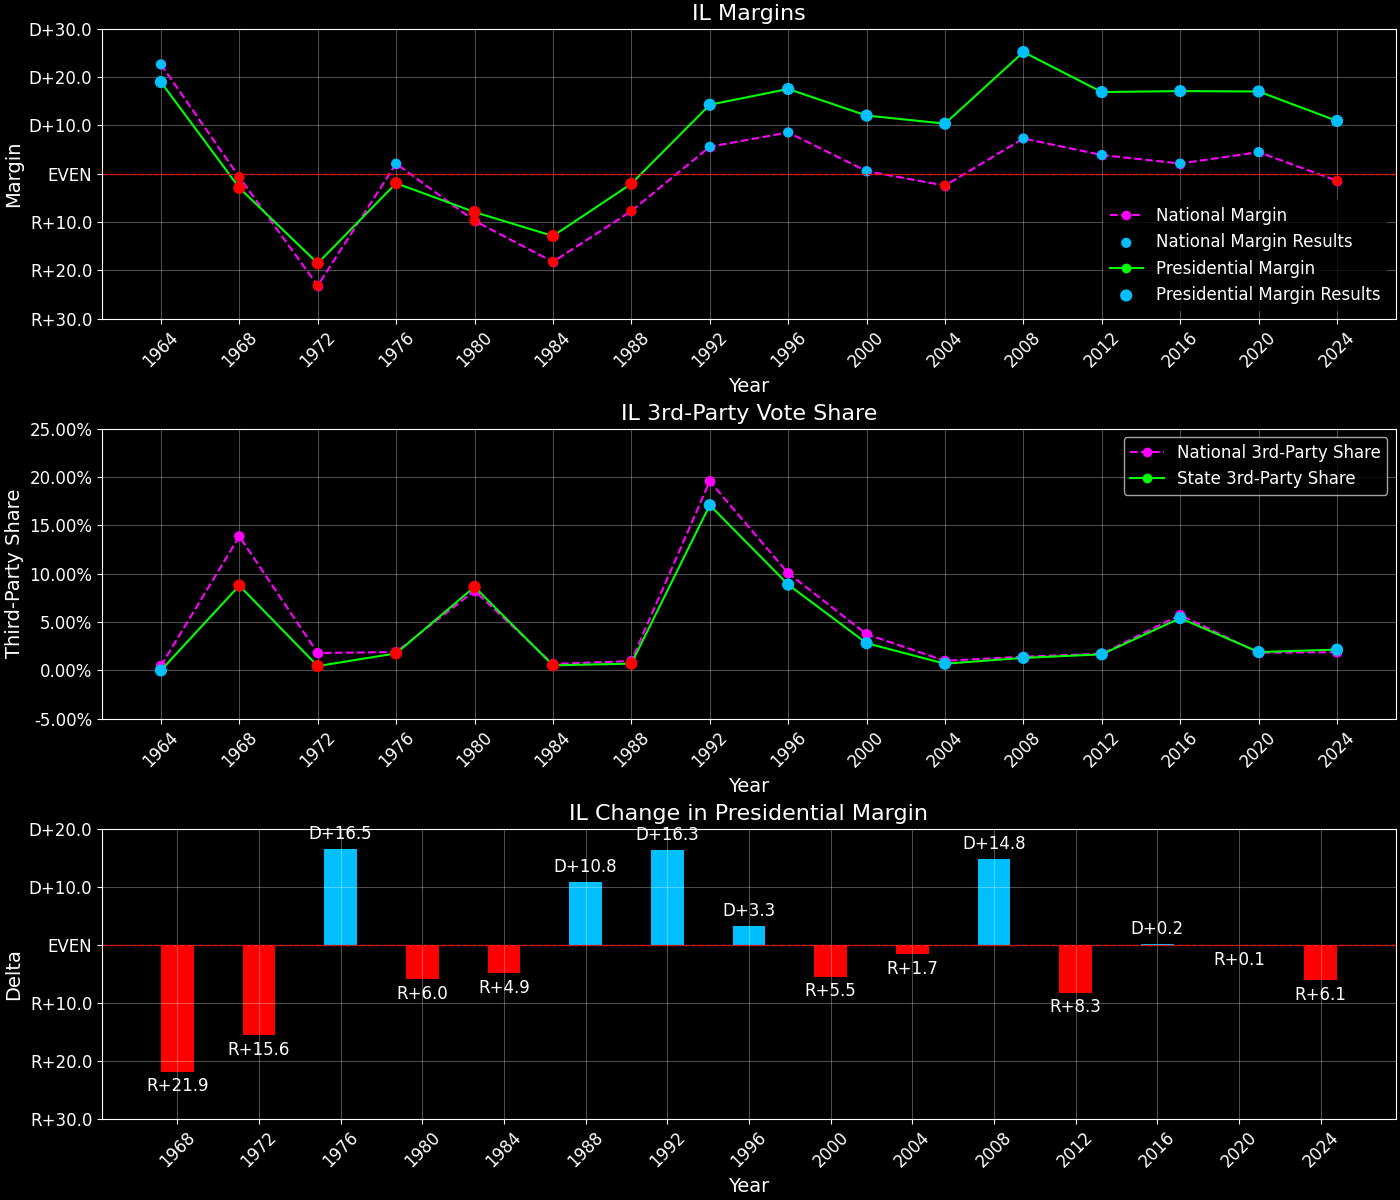 IL Margins
D+30.0
D+20.0
D+10.0
EVEN
R+10.0
R+20.0
R+30.0
Margin
National Margin
National Margin Results
Presidential Margin
Presidential Margin Results
1964 1968 1972 1976 1980 1984 1988 1992 1996 2000 2004 2008 2012 2016 2020 2024
Year
IL 3rd-Party Vote Share
25.00%
20.00%
15.00%
10.00%
5.00%
0.00%
-5.00%
Third-Party Share
National 3rd-Party Share
State 3rd-Party Share
1964 1968 1972 1976 1980 1984 1988 1992 1996 2000 2004 2008 2012 2016 2020 2024
Year
IL Change in Presidential Margin
D+20.0
D+10.0
EVEN
R+10.0
R+20.0
R+30.0
Delta
R+21.9
R+15.6
D+16.5
R+6.0
R+4.9
D+10.8
D+16.3
D+3.3
R+5.5
R+1.7
D+14.8
R+8.3
D+0.2
R+0.1
R+6.1
1968 1972 1976 1980 1984 1988 1992 1996 2000 2004 2008 2012 2016 2020 2024
Year